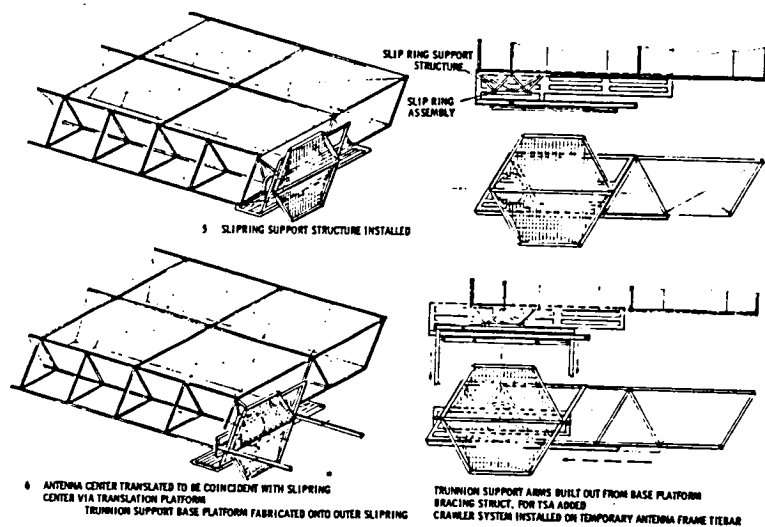 SLIP RING SUPPORT
STRUCTURE
SLIP RING
ASSEMBLY
5 SLIPRING SUPPORT STRUCTURE INSTALLED
6 ANTENNA CENTER TRANSLATED TO BE COINCIDENT WITH SLIPRING
CENTER VIA TRANSLATION PLATFORM
TRUNNION SUPPORT BASE PLATFORM FABRICATED ONTO OUTER SLIPRING
TRUNNION SUPPORT ARMS BUILT OUT FROM BASE PLATFORM
BRACING STRUCT. FOR TSA ADDED
CRAWLER SYSTEM INSTALLED ON TEMPORARY ANTENNA FRAME TIEBAR